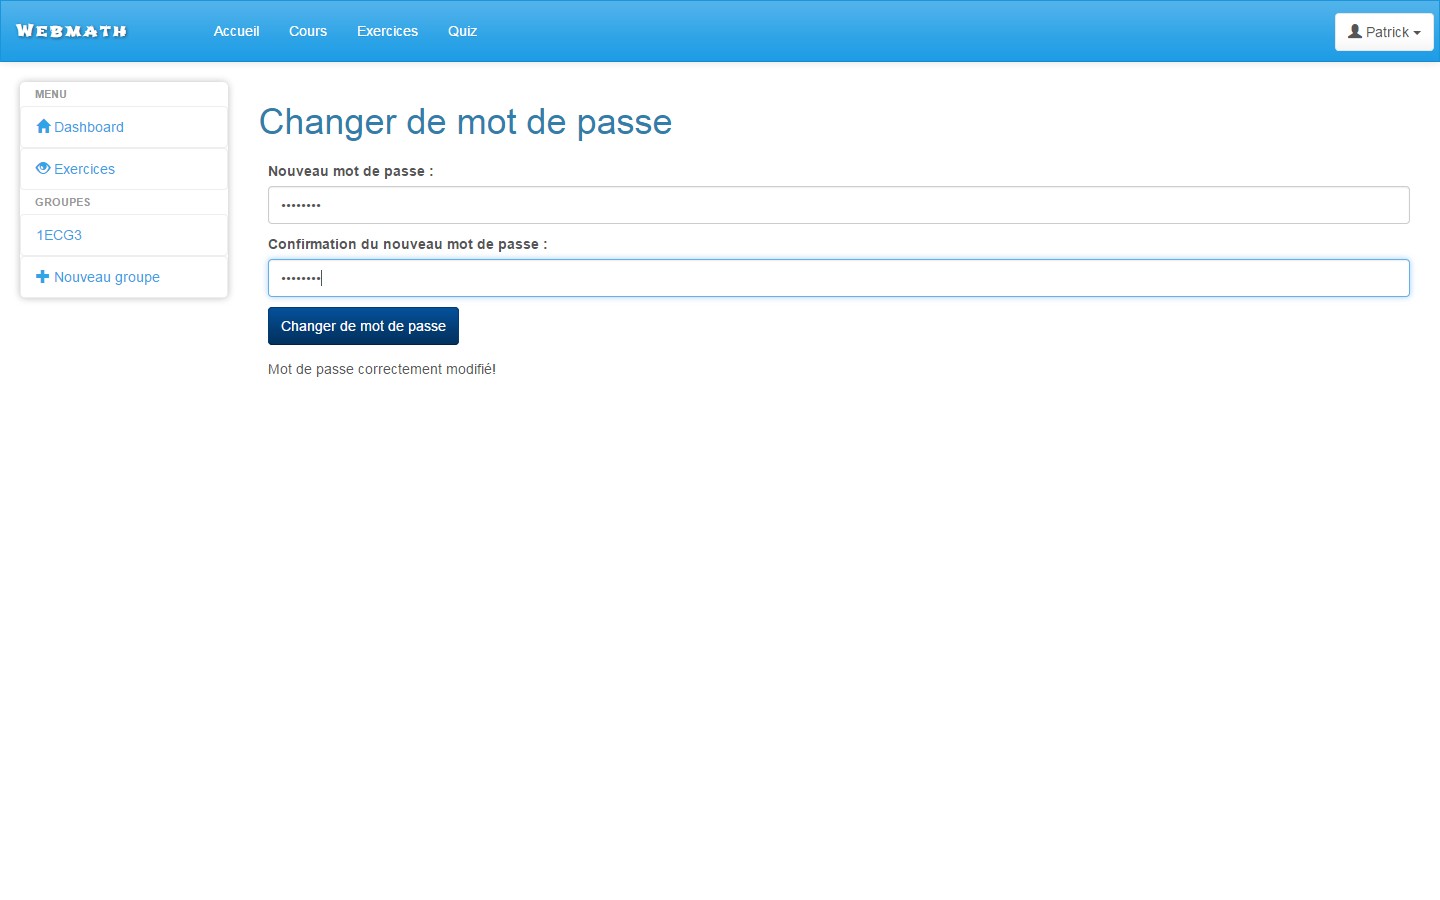 WEBMATH
Accueil Cours Exercices Quiz
Patrick
MENU
Dashboard
Exercices
GROUPES
1ECG3
Nouveau groupe
Changer de mot de passe
Nouveau mot de passe :
••••••••
Confirmation du nouveau mot de passe :
••••••••
Changer de mot de passe
Mot de passe correctement modifié!